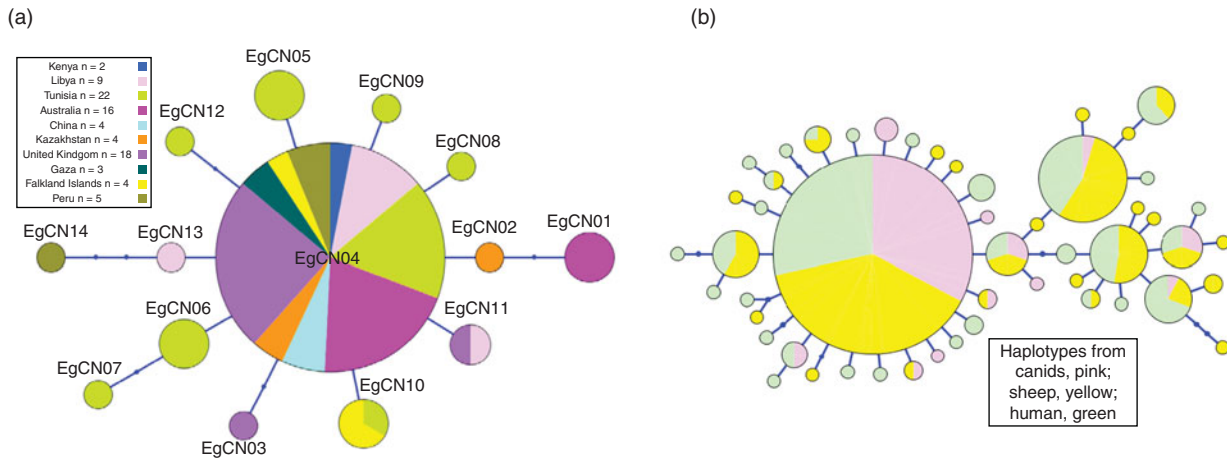 (a)
Kenya n = 2
Libya n = 9
Tunisia n = 22
Australia n = 16
China n = 4
Kazakhstan n = 4
United Kindgom n = 18
Gaza n = 3
Falkland Islands n = 4
Peru n = 5
EgCN05
EgCN09
EgCN12
EgCN08
EgCN14
EgCN13
EgCN04
EgCN02
EgCN01
EgCN06
EgCN11
EgCN07
EgCN10
EgCN03
(b)
Haplotypes from
canids, pink;
sheep, yellow;
human, green